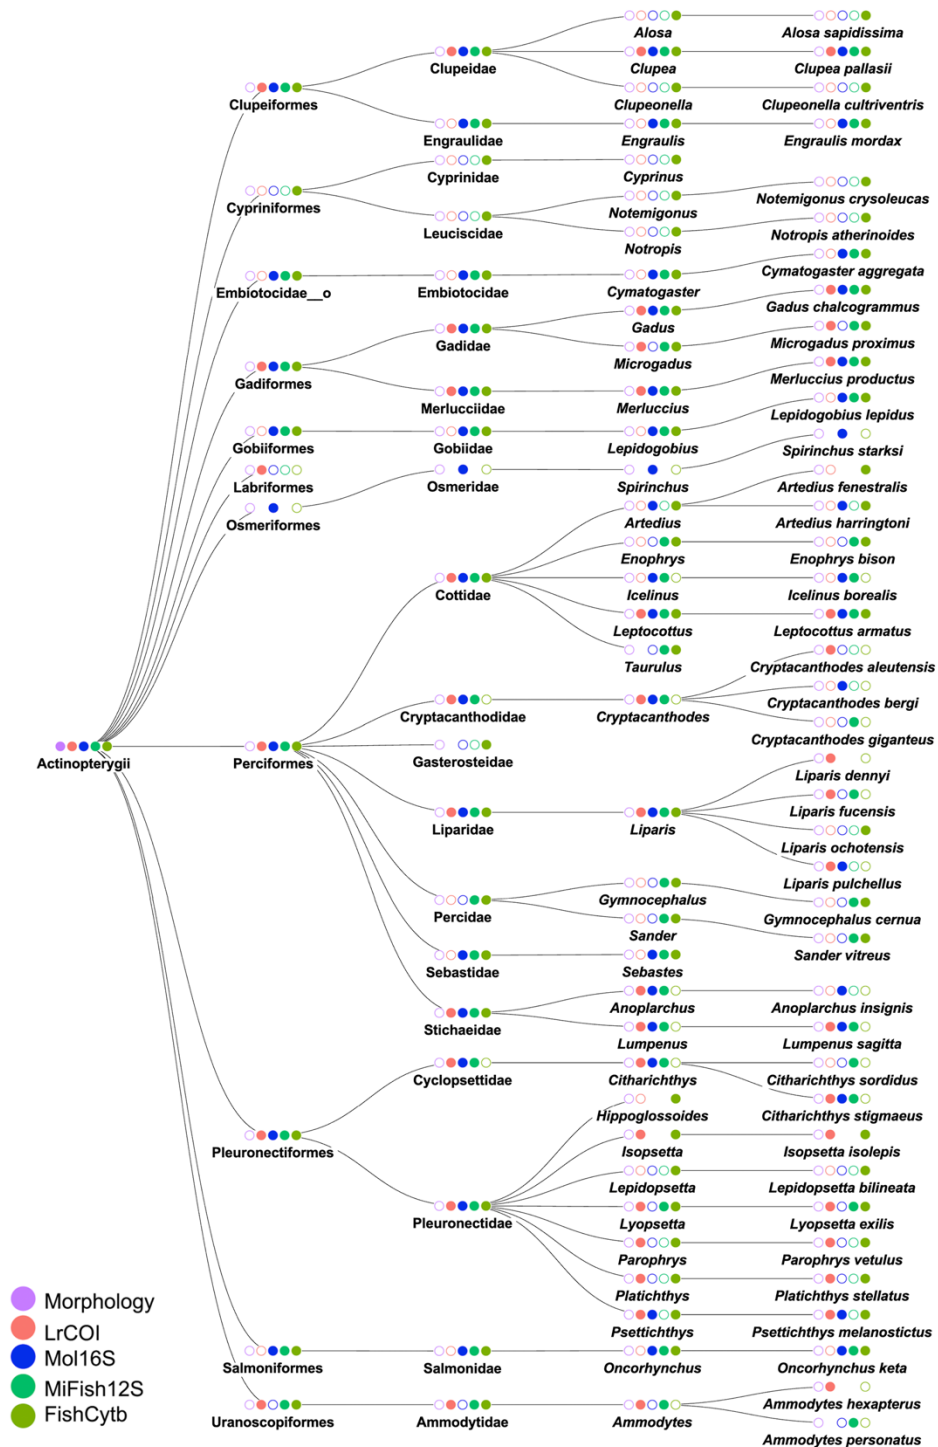 Alosa
Alosa sapidissima
Clupeidae
Clupea
Clupea pallasii
Clupeiformes
Clupeonella
Clupeonella cultriventris
Engraulidae
Engraulis
Engraulis mordax
Cyprinidae
Cyprinus
Cypriniformes
Notemigonus
Notemigonus crysoleucas
Leuciscidae
Notropis
Notropis atherinoides
Embiotocidae__o
Embiotocidae
Cymatogaster
Cymatogaster aggregata
Gadus
Gadus chalcogrammus
Gadidae
Microgadus
Microgadus proximus
Gadiformes
Merlucciidae
Merluccius
Merluccius productus
Gobiiformes
Gobiidae
Lepidogobius
Lepidogobius lepidus
Labriformes
Osmeriformes
Osmeridae
Spirinchus
Spirinchus starksi
Artedius
Artedius fenestralis
Artedius harringtoni
Enophrys
Enophrys bison
Cottidae
Icelinus
Icelinus borealis
Leptocottus
Leptocottus armatus
Taurulus
Cryptacanthodes aleutensis
Cryptacanthodidae
Cryptacanthodes
Cryptacanthodes bergi
Cryptacanthodes giganteus
Actinopterygii
Perciformes
Gasterosteidae
Liparis dennyi
Liparidae
Liparis
Liparis fucensis
Liparis ochotensis
Liparis pulchellus
Percidae
Gymnocephalus
Gymnocephalus cernua
Sander
Sander vitreus
Sebastidae
Sebastes
Anoplarchus
Anoplarchus insignis
Stichaeidae
Lumpenus
Lumpenus sagitta
Cyclopsettidae
Citharichthys
Citharichthys sordidus
Citharichthys stigmaeus
Pleuronectiformes
Hippoglossoides
Isopsetta
Isopsetta isolepis
Lepidopsetta
Lepidopsetta bilineata
Pleuronectidae
Lyopsetta
Lyopsetta exilis
Parophrys
Parophrys vetulus
Platichthys
Platichthys stellatus
Psettichthys
Psettichthys melanostictus
Salmoniformes
Salmonidae
Oncorhynchus
Oncorhynchus keta
Uranoscopiformes
Ammodytidae
Ammodytes
Ammodytes hexapterus
Ammodytes personatus
Morphology
LrCOI
Mol16S
MiFish12S
FishCytb